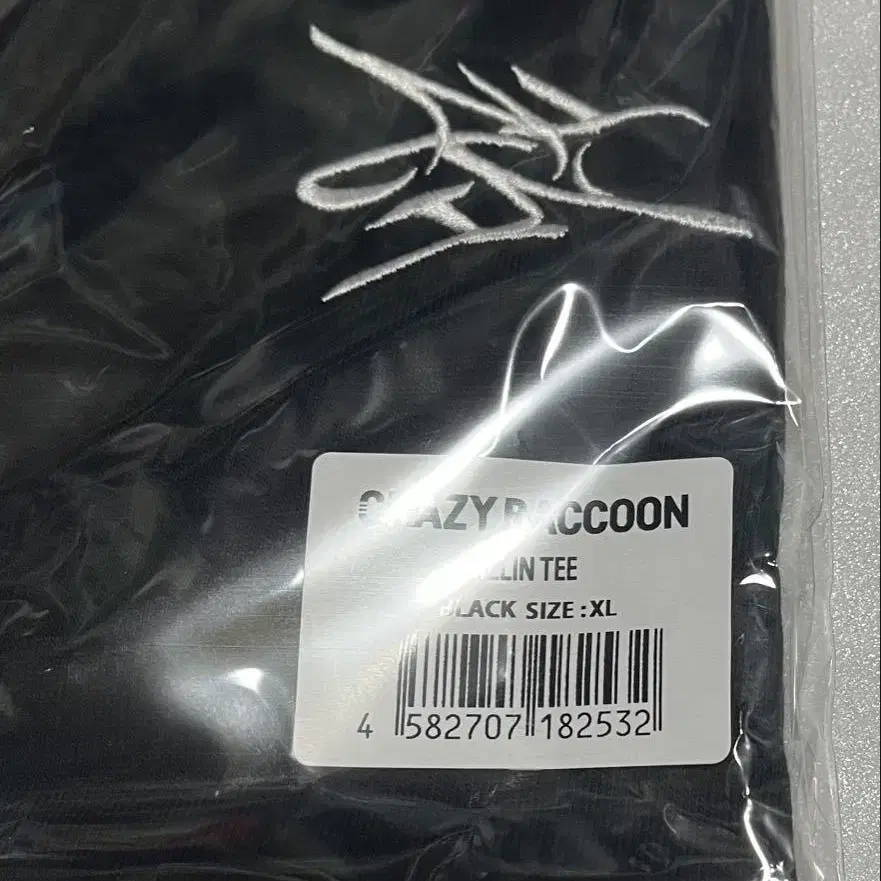 CRAZY RACCOON
TEE
BLACK SIZE:XL
4 582707 182532